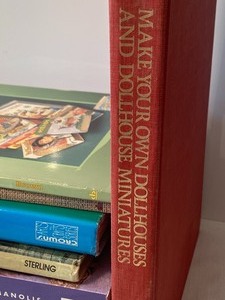 MAKE YOUR OWN DOLLHOUSES
AND DOLLHOUSE MINIATURES
CROWN'S
STERLING